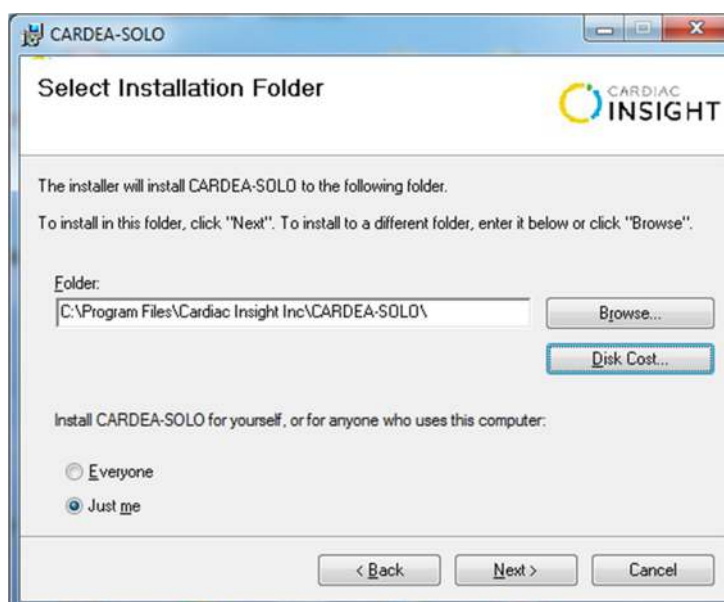 CARDEA-SOLO
Select Installation Folder
CARDIAC
INSIGHT
The installer will install CARDEA-SOLO to the following folder.
To install in this folder, click "Next". To install to a different folder, enter it below or click "Browse".
Folder:
C:\Program Files\Cardiac Insight Inc\CARDEA-SOLO\
Browse...
Disk Cost...
Install CARDEA-SOLO for yourself, or for anyone who uses this computer:
Everyone
Just me
< Back
Next >
Cancel